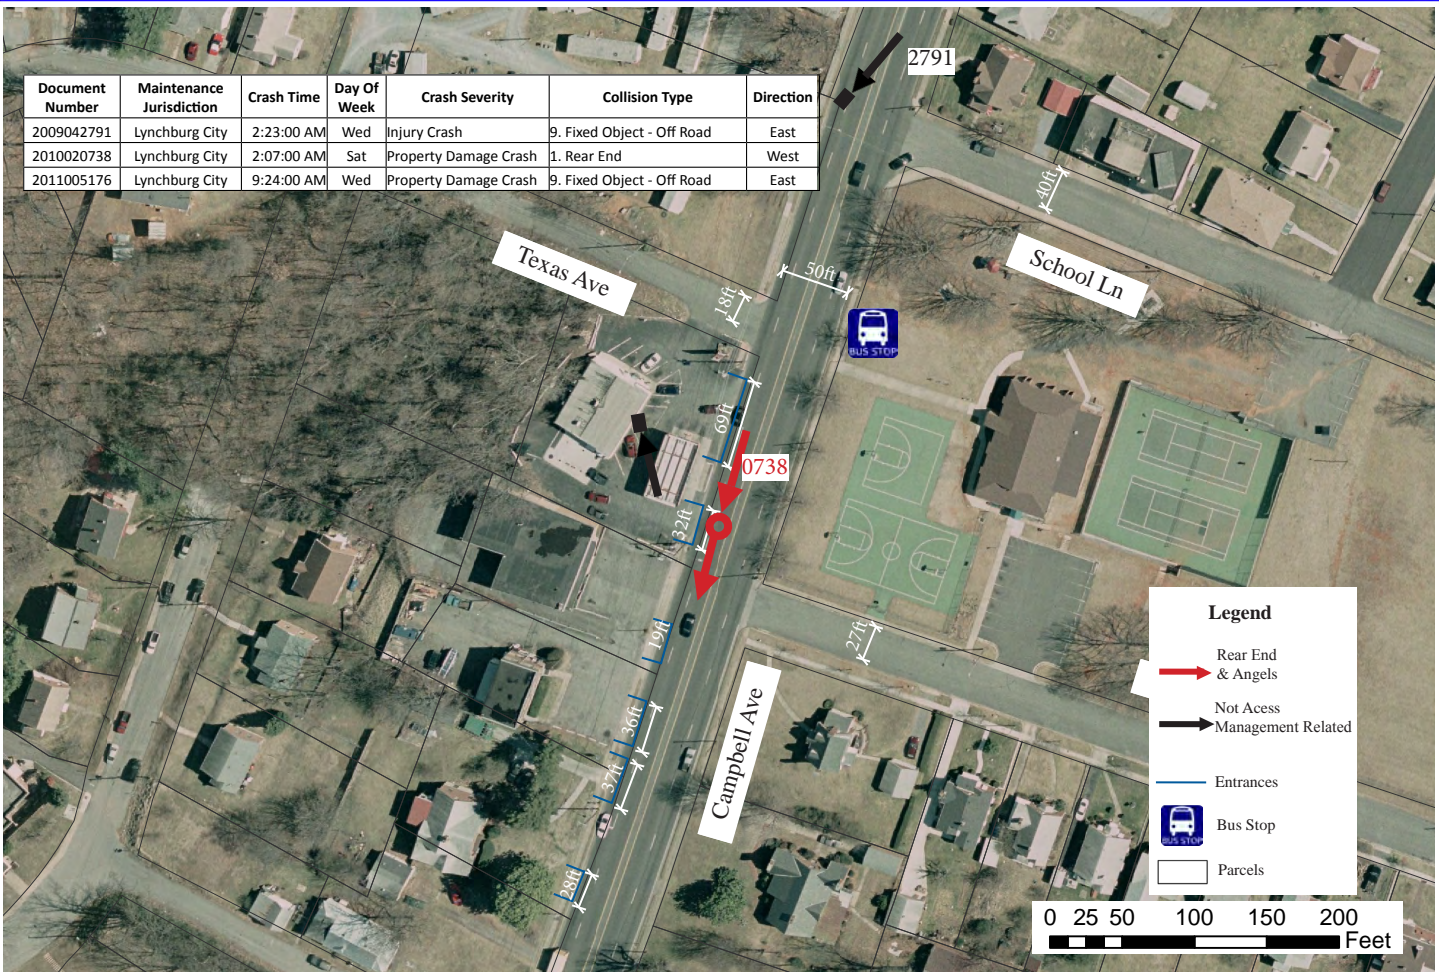 2791
Document Number Maintenance Jurisdiction Crash Time Day Of Week Crash Severity Collision Type Direction
2009042791 Lynchburg City 2:23:00 AM Wed Injury Crash 9. Fixed Object - Off Road East
2010020738 Lynchburg City 2:07:00 AM Sat Property Damage Crash 1. Rear End West
2011005176 Lynchburg City 9:24:00 AM Wed Property Damage Crash 9. Fixed Object - Off Road East
40ft
Texas Ave
School Ln
50ft
18ft
BUS STOP
69ft
0738
32ft
19ft
27ft
36ft
37ft
Campbell Ave
28ft
Legend
Rear End
& Angels
Not Acess
Management Related
Entrances
BUS STOP
Bus Stop
Parcels
0 25 50 100 150 200
Feet